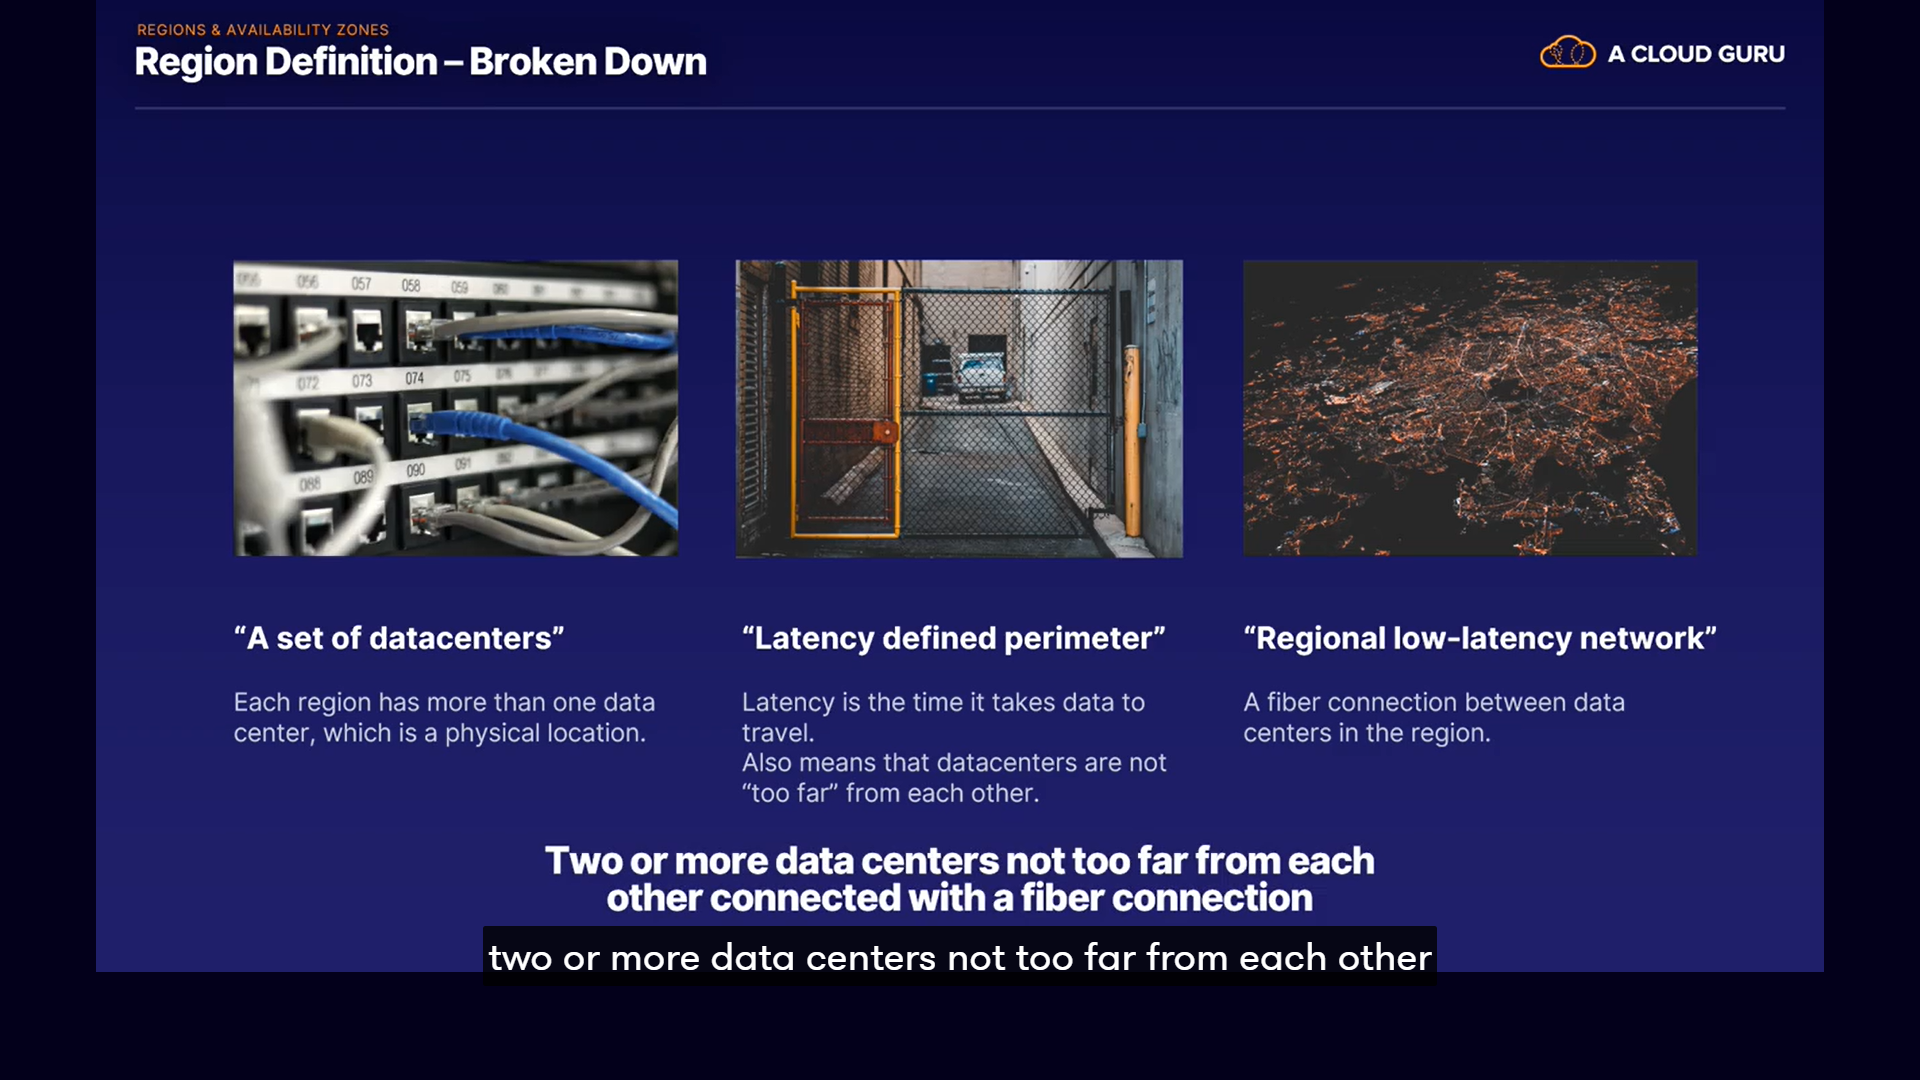 REGIONS & AVAILABILITY ZONES
Region Definition – Broken Down
A CLOUD GURU
056 057 058 059
072 073 074 075
088 089 090 091
“A set of datacenters”
Each region has more than one data
center, which is a physical location.
“Latency defined perimeter”
Latency is the time it takes data to
travel.
Also means that datacenters are not
“too far” from each other.
“Regional low-latency network”
A fiber connection between data
centers in the region.
Two or more data centers not too far from each
other connected with a fiber connection
two or more data centers not too far from each other